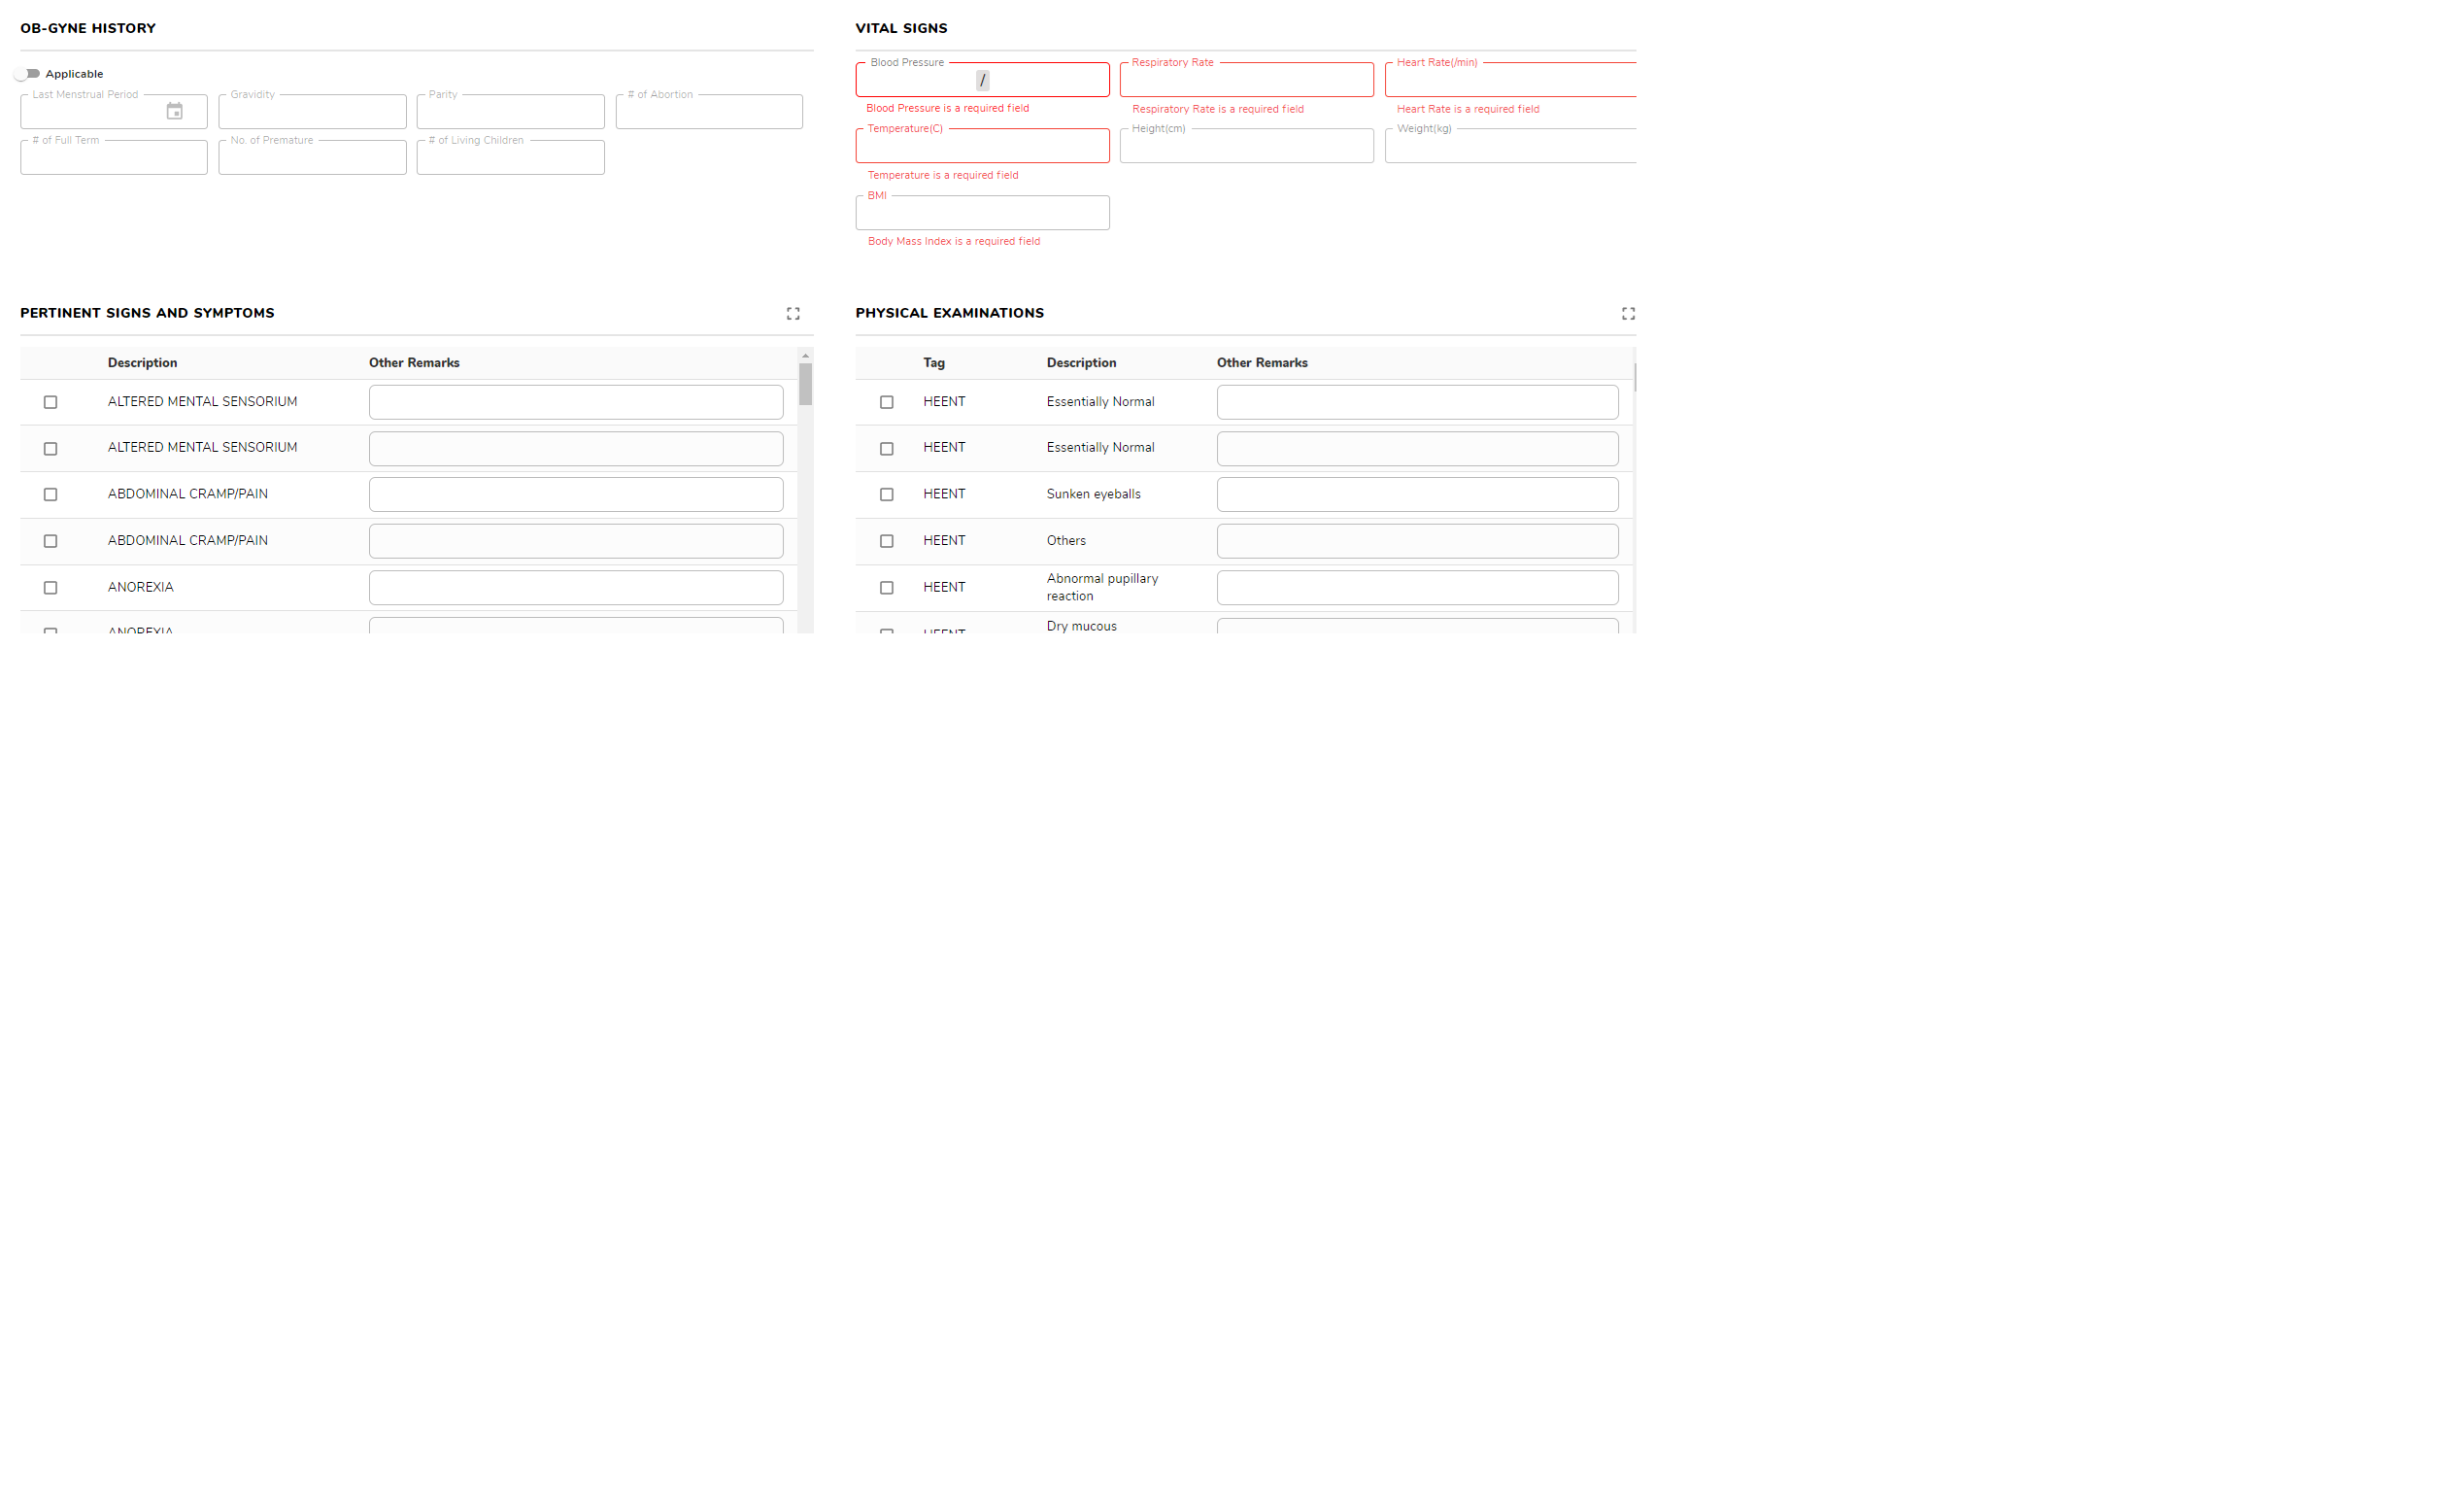 OB-GYNE HISTORY
Applicable
Last Menstrual Period
Gravidity
Parity
# of Abortion
# of Full Term
No. of Premature
# of Living Children
VITAL SIGNS
Blood Pressure
/
Blood Pressure is a required field
Respiratory Rate
Respiratory Rate is a required field
Heart Rate(/min)
Heart Rate is a required field
Temperature(C)
Temperature is a required field
Height(cm)
Weight(kg)
BMI
Body Mass Index is a required field
PERTINENT SIGNS AND SYMPTOMS
Description Other Remarks
ALTERED MENTAL SENSORIUM
ALTERED MENTAL SENSORIUM
ABDOMINAL CRAMP/PAIN
ABDOMINAL CRAMP/PAIN
ANOREXIA
ANOREXIA
PHYSICAL EXAMINATIONS
Tag Description Other Remarks
HEENT Essentially Normal
HEENT Essentially Normal
HEENT Sunken eyeballs
HEENT Others
HEENT Abnormal pupillary
reaction
HEENT Dry mucous